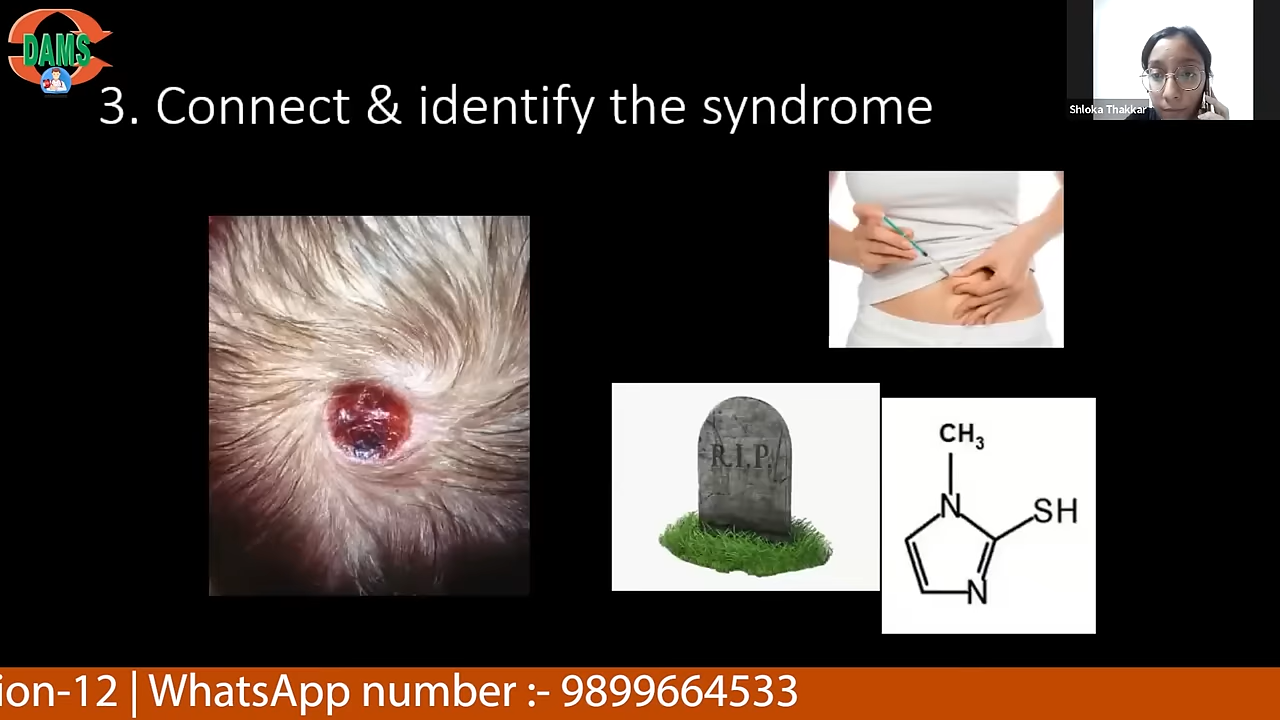 DAMS
3. Connect & identify the syndrome
Shloka Thakkar
R.I.P.
CH3
N
SH
N
ion-12 | WhatsApp number :- 9899664533